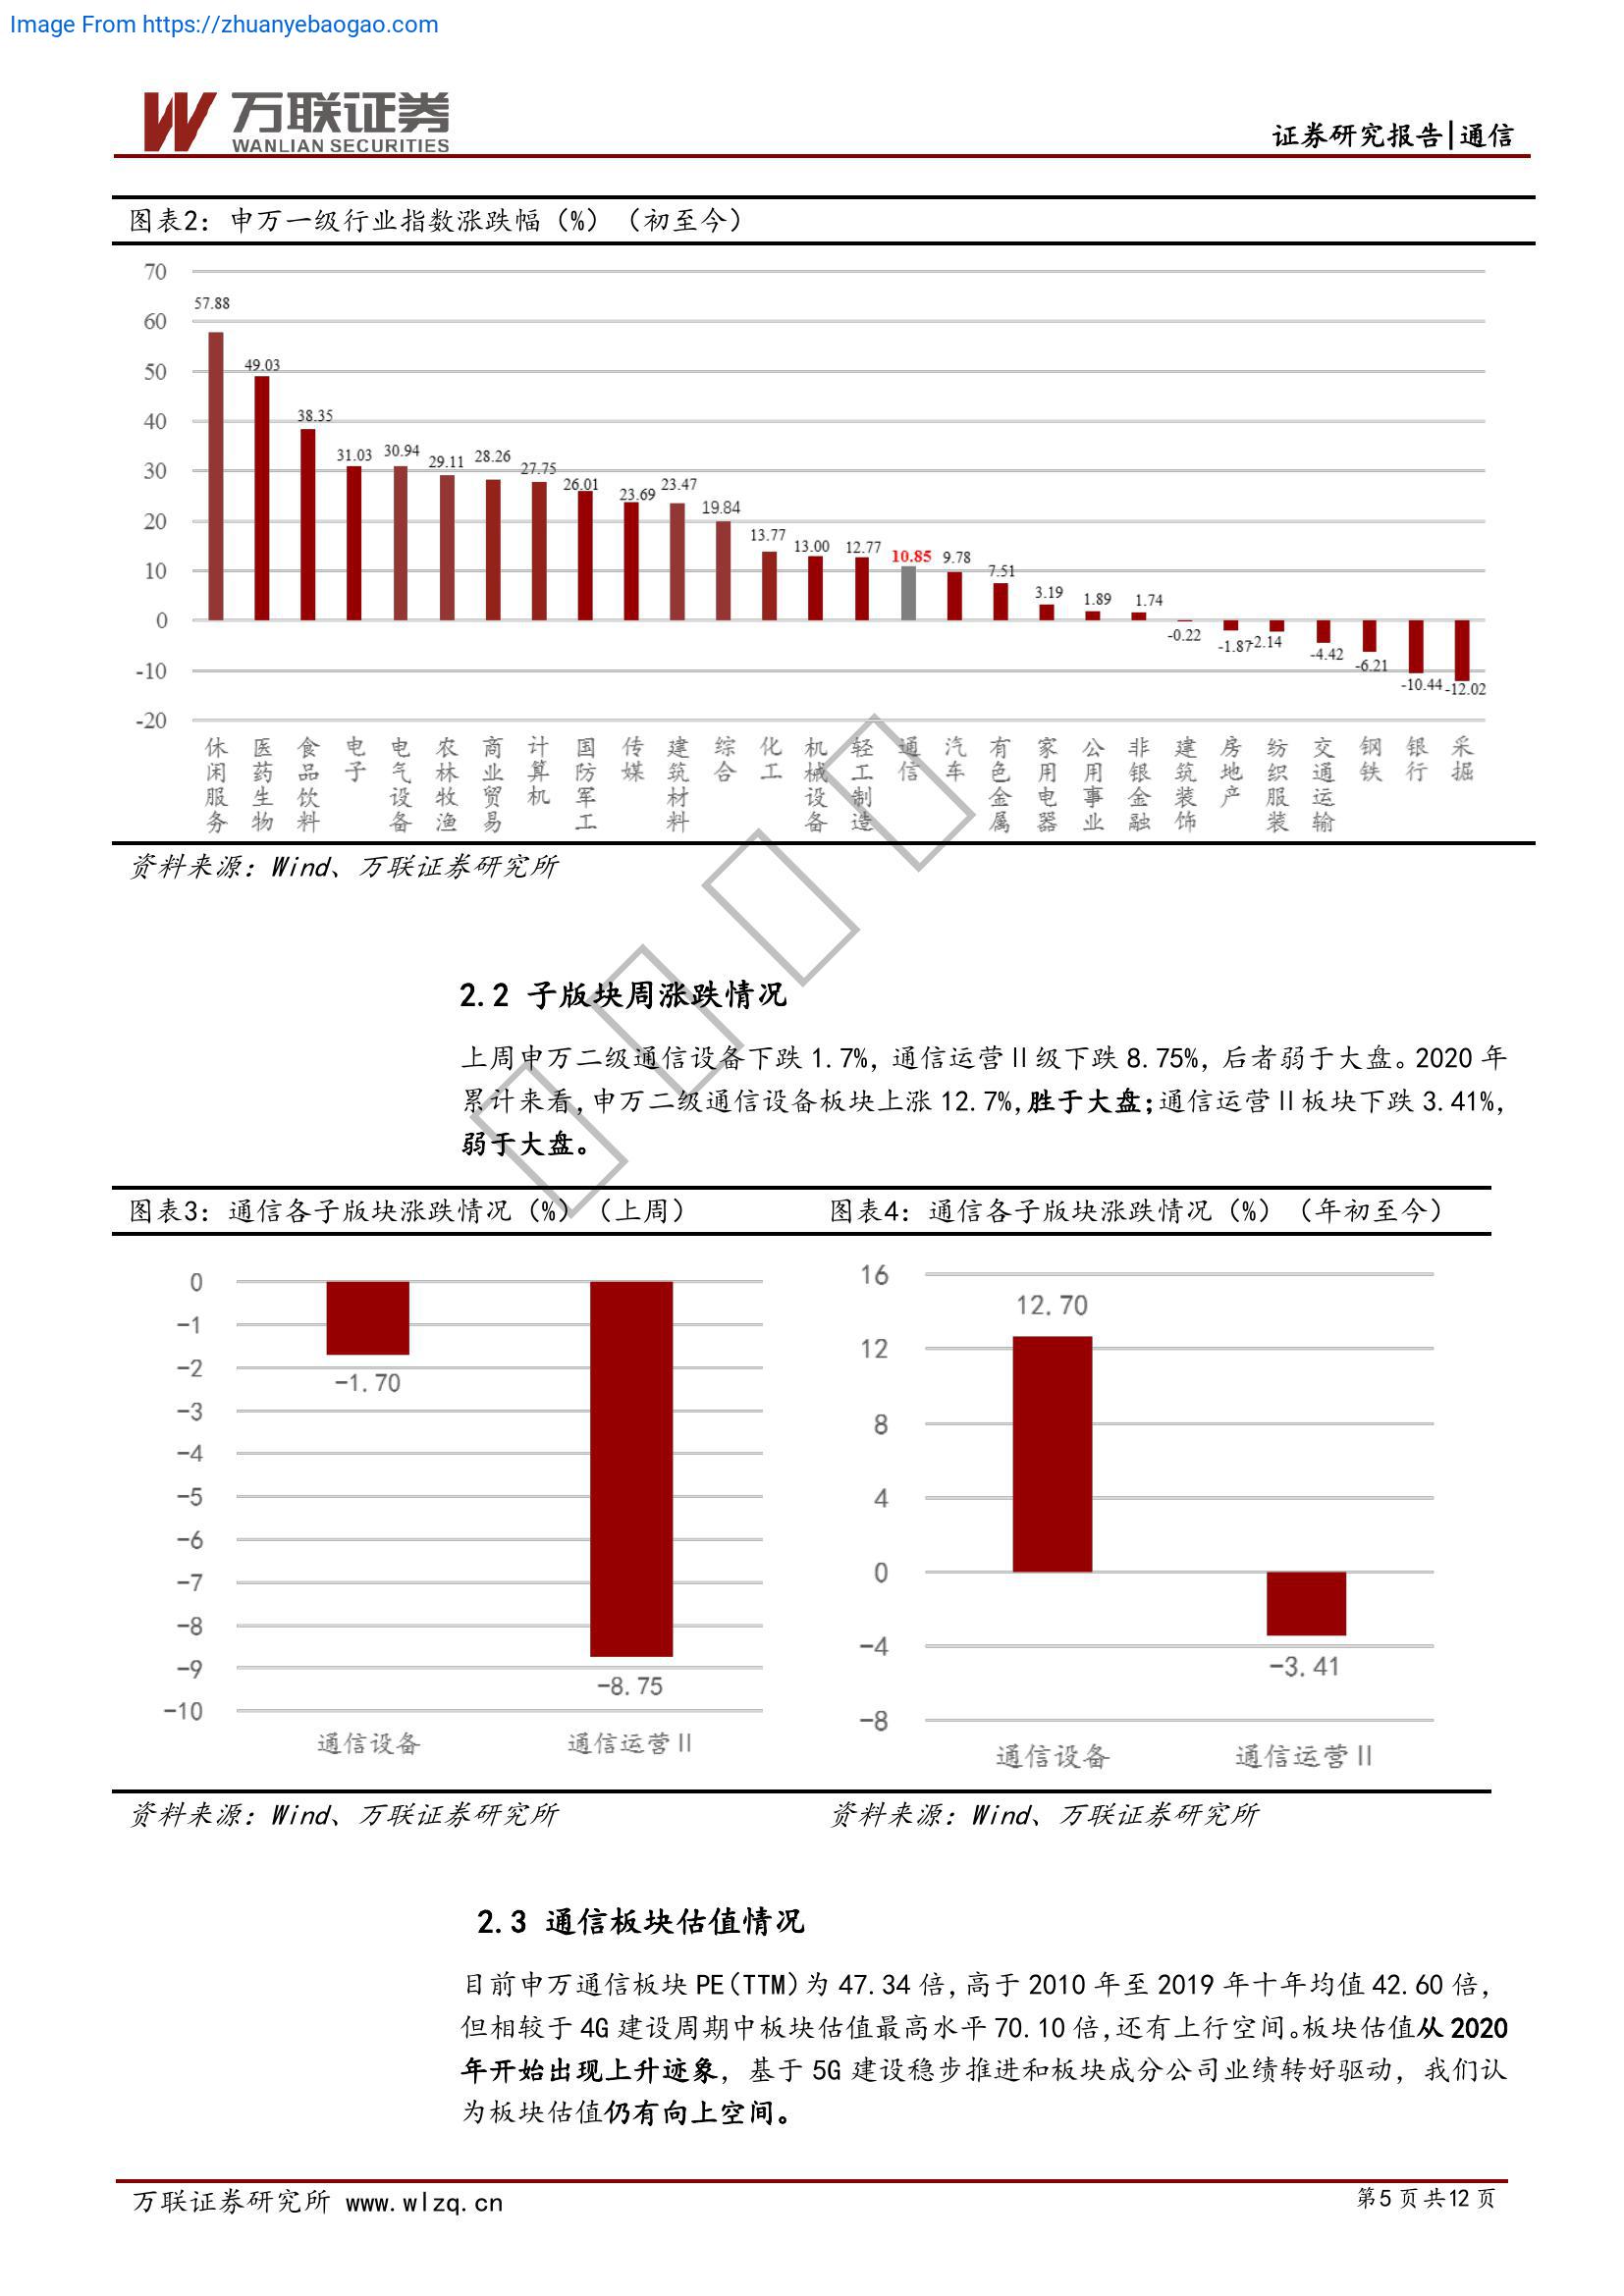 Image From https://zhuanyebaogao.com
万联证券
WANLIAN SECURITIES
证券研究报告|通信
图表2：申万一级行业指数涨跌幅（%）（初至今）
70
60
50
40
30
20
10
0
-10
-20
57.88
49.03
38.35
31.03
30.94
29.11
28.26
27.75
26.01
23.69
23.47
19.84
13.77
13.00
12.77
10.85
9.78
7.51
3.19
1.89
1.74
-0.22
-1.87
-2.14
-4.42
-6.21
-10.44
-12.02
休闲服务
医药生物
食品饮料
电子
电气设备
农林牧渔
商业贸易
计算机
国防军工
传媒
建筑材料
综合
化工
机械设备
轻工制造
通信
汽车
有色金属
家用电器
公用事业
非银金融
建筑装饰
房地产
纺织服装
交通运输
钢铁
银行
采掘
资料来源：Wind、万联证券研究所
2.2 子版块周涨跌情况
上周申万二级通信设备下跌 1.7%，通信运营Ⅱ级下跌 8.75%，后者弱于大盘。2020 年
累计来看，申万二级通信设备板块上涨 12.7%，胜于大盘；通信运营Ⅱ板块下跌 3.41%，
弱于大盘。
图表3：通信各子版块涨跌情况（%）（上周）
0
-1
-2
-3
-4
-5
-6
-7
-8
-9
-10
-1.70
-8.75
通信设备
通信运营Ⅱ
资料来源：Wind、万联证券研究所
图表4：通信各子版块涨跌情况（%）（年初至今）
16
12
8
4
0
-4
-8
12.70
-3.41
通信设备
通信运营Ⅱ
资料来源：Wind、万联证券研究所
2.3 通信板块估值情况
目前申万通信板块 PE（TTM）为 47.34 倍，高于 2010 年至 2019 年十年均值 42.60 倍，
但相较于 4G 建设周期中板块估值最高水平 70.10 倍，还有上行空间。板块估值从 2020
年开始出现上升迹象，基于 5G 建设稳步推进和板块成分公司业绩转好驱动，我们认
为板块估值仍有向上空间。
万联证券研究所 www.wlzq.cn
第5页共12页